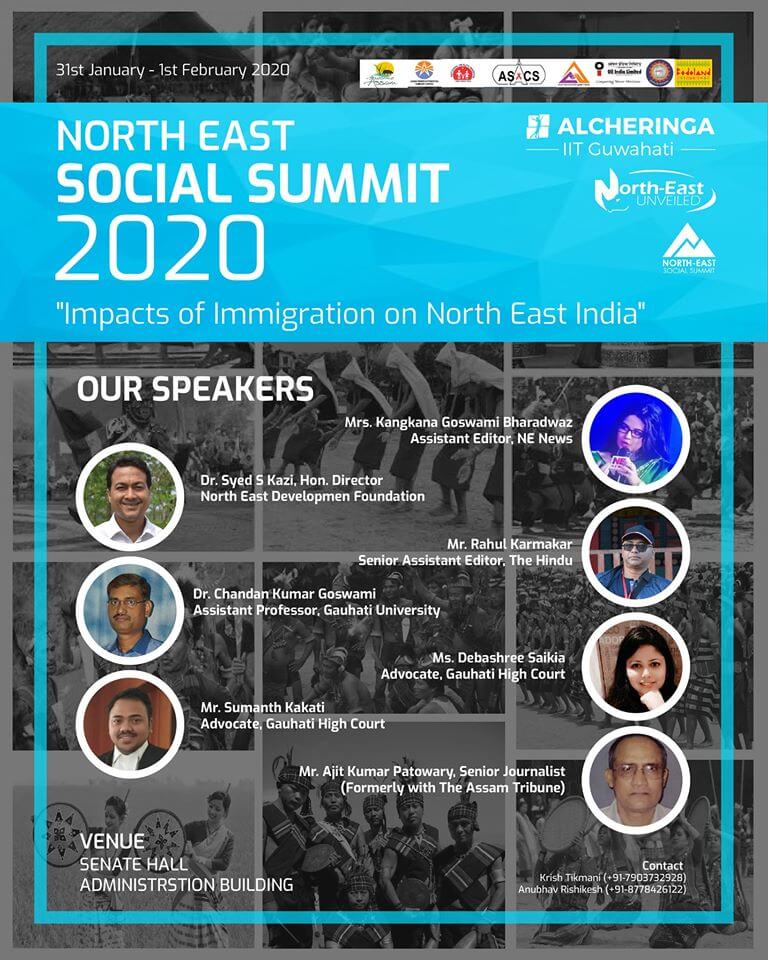 31st January - 1st February 2020
ASACS
Oil India Limited
Bodoland
NORTH EAST
SOCIAL SUMMIT
2020
"Impacts of Immigration on North East India"
ALCHERINGA
IIT Guwahati
North-East
UNVEILED
NORTH-EAST
SOCIAL SUMMIT
OUR SPEAKERS
Mrs. Kangkana Goswami Bharadwaz
Assistant Editor, NE News
Dr. Syed S Kazi, Hon. Director
North East Developmen Foundation
Mr. Rahul Karmakar
Senior Assistant Editor, The Hindu
Dr. Chandan Kumar Goswami
Assistant Professor, Gauhati University
Ms. Debashree Saikia
Advocate, Gauhati High Court
Mr. Sumanth Kakati
Advocate, Gauhati High Court
Mr. Ajit Kumar Patowary, Senior Journalist
(Formerly with The Assam Tribune)
VENUE
SENATE HALL
ADMINISTRSTION BUILDING
Contact
Krish Tikmani (+91-7903732928)
Anubhav Rishikesh (+91-8778426122)